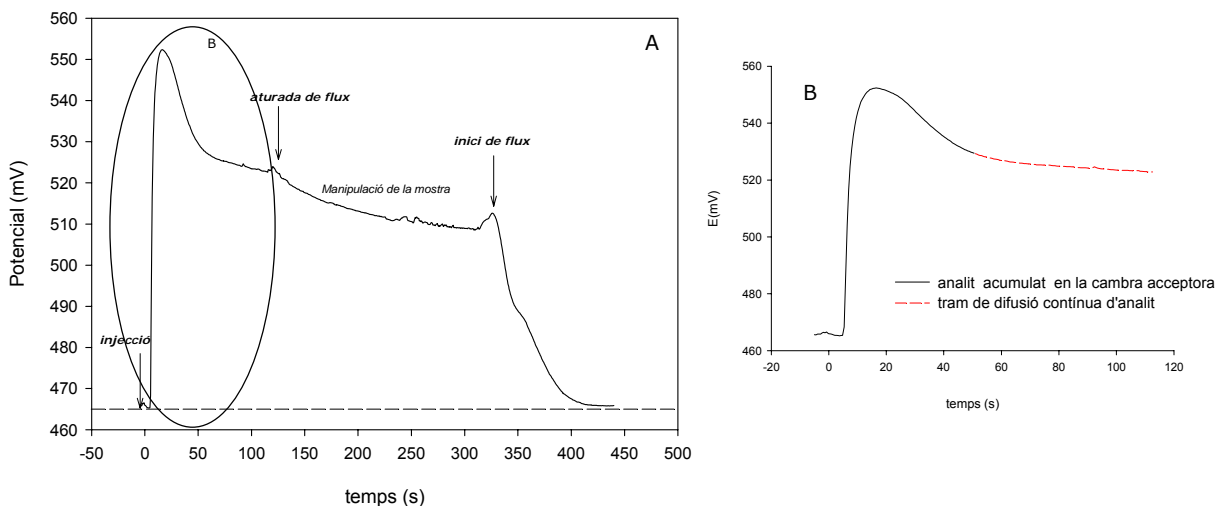 560
550
540
530
520
510
500
490
480
470
460
Potencial (mV)
-50 0 50 100 150 200 250 300 350 400 450 500
temps (s)
A
B
aturada de flux
inici de flux
Manipulació de la mostra
injecció
B
560
540
520
500
480
460
E(mV)
-20 0 20 40 60 80 100 120
temps (s)
analit acumulat en la cambra acceptora
tram de difusió contínua d'analit